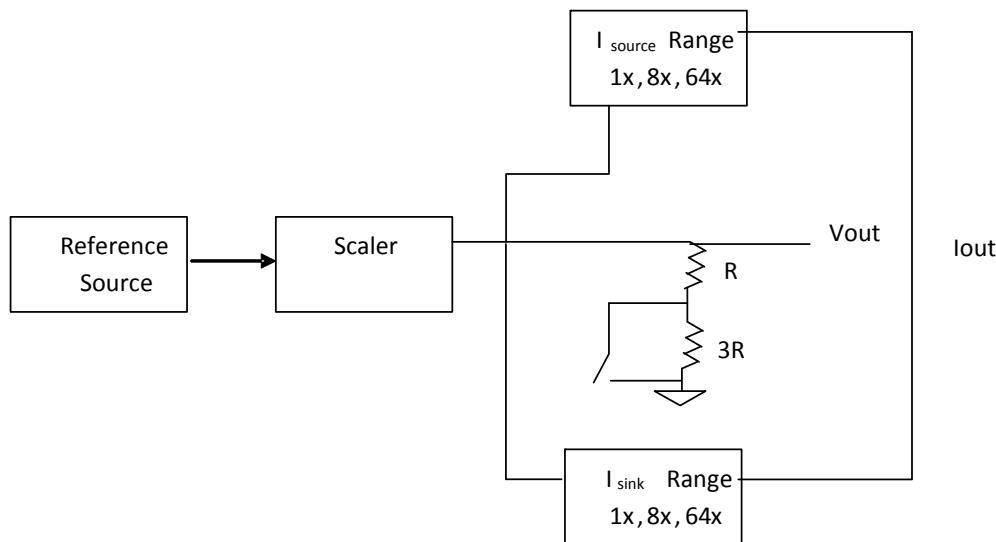 I source Range
1x, 8x, 64x
Reference
Source
Scaler
Vout
Iout
R
3R
I sink Range
1x, 8x, 64x